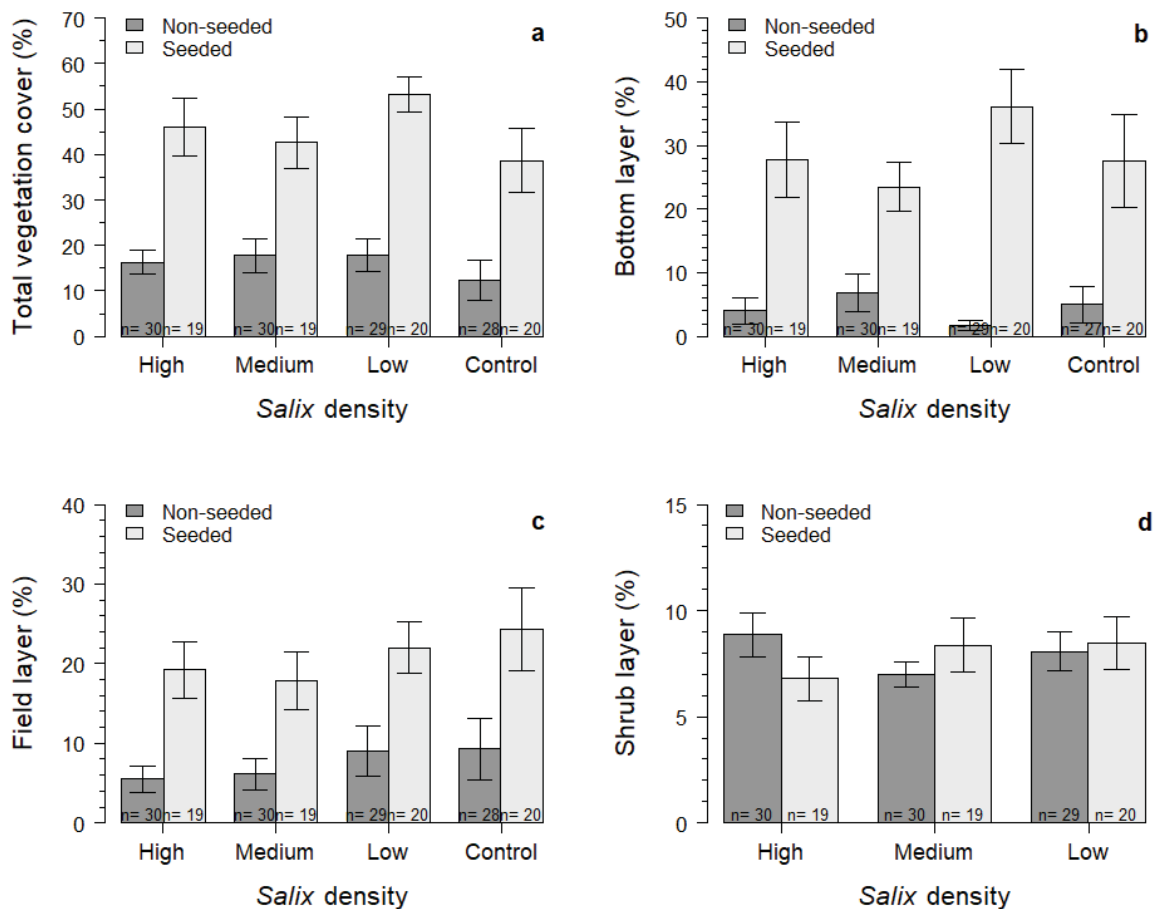 Total vegetation cover (%)
70
60
50
40
30
20
10
0
Non-seeded
Seeded
a
n= 30 n= 19 n= 30 n= 19 n= 29 n= 20 n= 28 n= 20
High Medium Low Control
Salix density
Bottom layer (%)
50
40
30
20
10
0
Non-seeded
Seeded
b
n= 30 n= 19 n= 30 n= 19 n= 29 n= 20 n= 27 n= 20
High Medium Low Control
Salix density
Field layer (%)
40
30
20
10
0
Non-seeded
Seeded
c
n= 30 n= 19 n= 30 n= 19 n= 29 n= 20 n= 28 n= 20
High Medium Low Control
Salix density
Shrub layer (%)
15
10
5
0
Non-seeded
Seeded
d
n= 30 n= 19 n= 30 n= 19 n= 29 n= 20
High Medium Low
Salix density